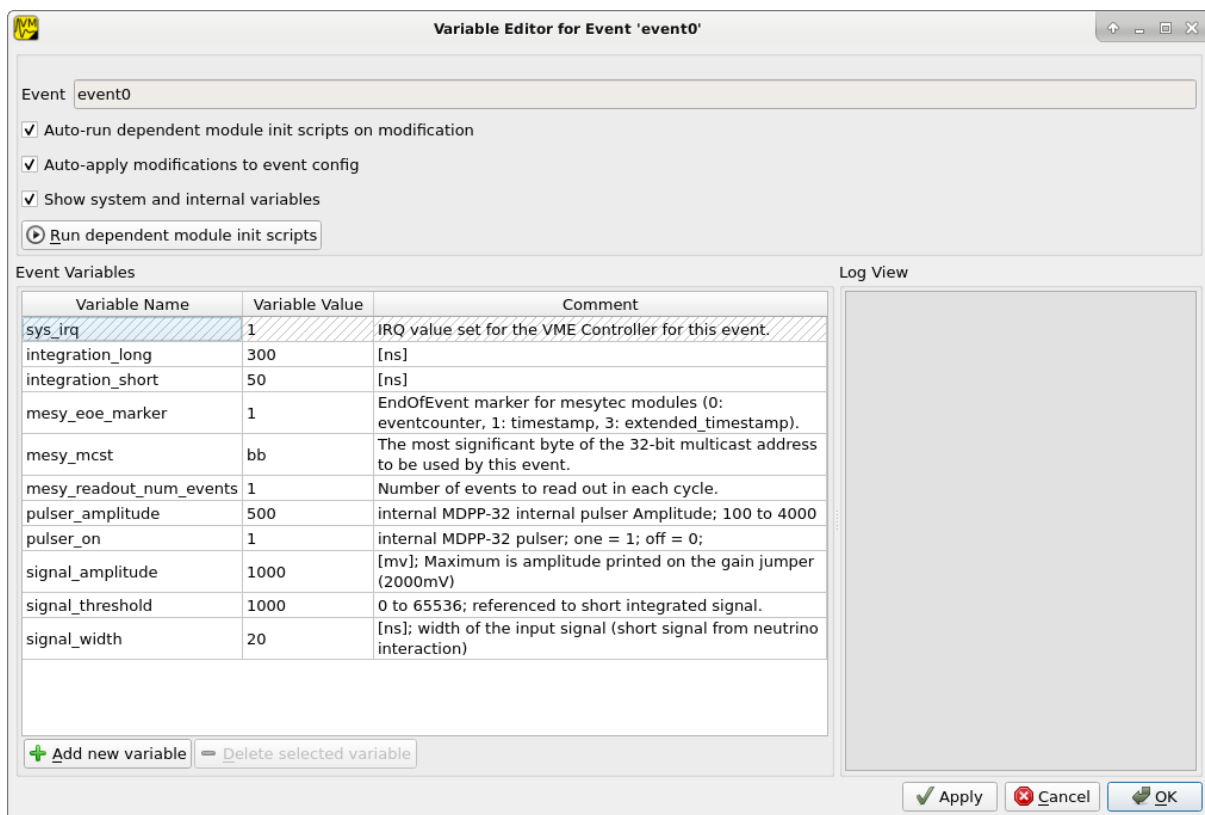 VM
Variable Editor for Event 'event0'
Event event0
Auto-run dependent module init scripts on modification
Auto-apply modifications to event config
Show system and internal variables
Run dependent module init scripts
Event Variables
Log View
Variable Name Variable Value Comment
sys_irq 1 IRQ value set for the VME Controller for this event.
integration_long 300 [ns]
integration_short 50 [ns]
mesy_eoe_marker 1 EndOfEvent marker for mesytec modules (0:
eventcounter, 1: timestamp, 3: extended_timestamp).
mesy_mcst bb The most significant byte of the 32-bit multicast address
to be used by this event.
mesy_readout_num_events 1 Number of events to read out in each cycle.
pulser_amplitude 500 internal MDPP-32 internal pulser Amplitude; 100 to 4000
pulser_on 1 internal MDPP-32 pulser; one = 1; off = 0;
signal_amplitude 1000 [mv]; Maximum is amplitude printed on the gain jumper
(2000mV)
signal_threshold 1000 0 to 65536; referenced to short integrated signal.
signal_width 20 [ns]; width of the input signal (short signal from neutrino
interaction)
Add new variable Delete selected variable
Apply Cancel OK